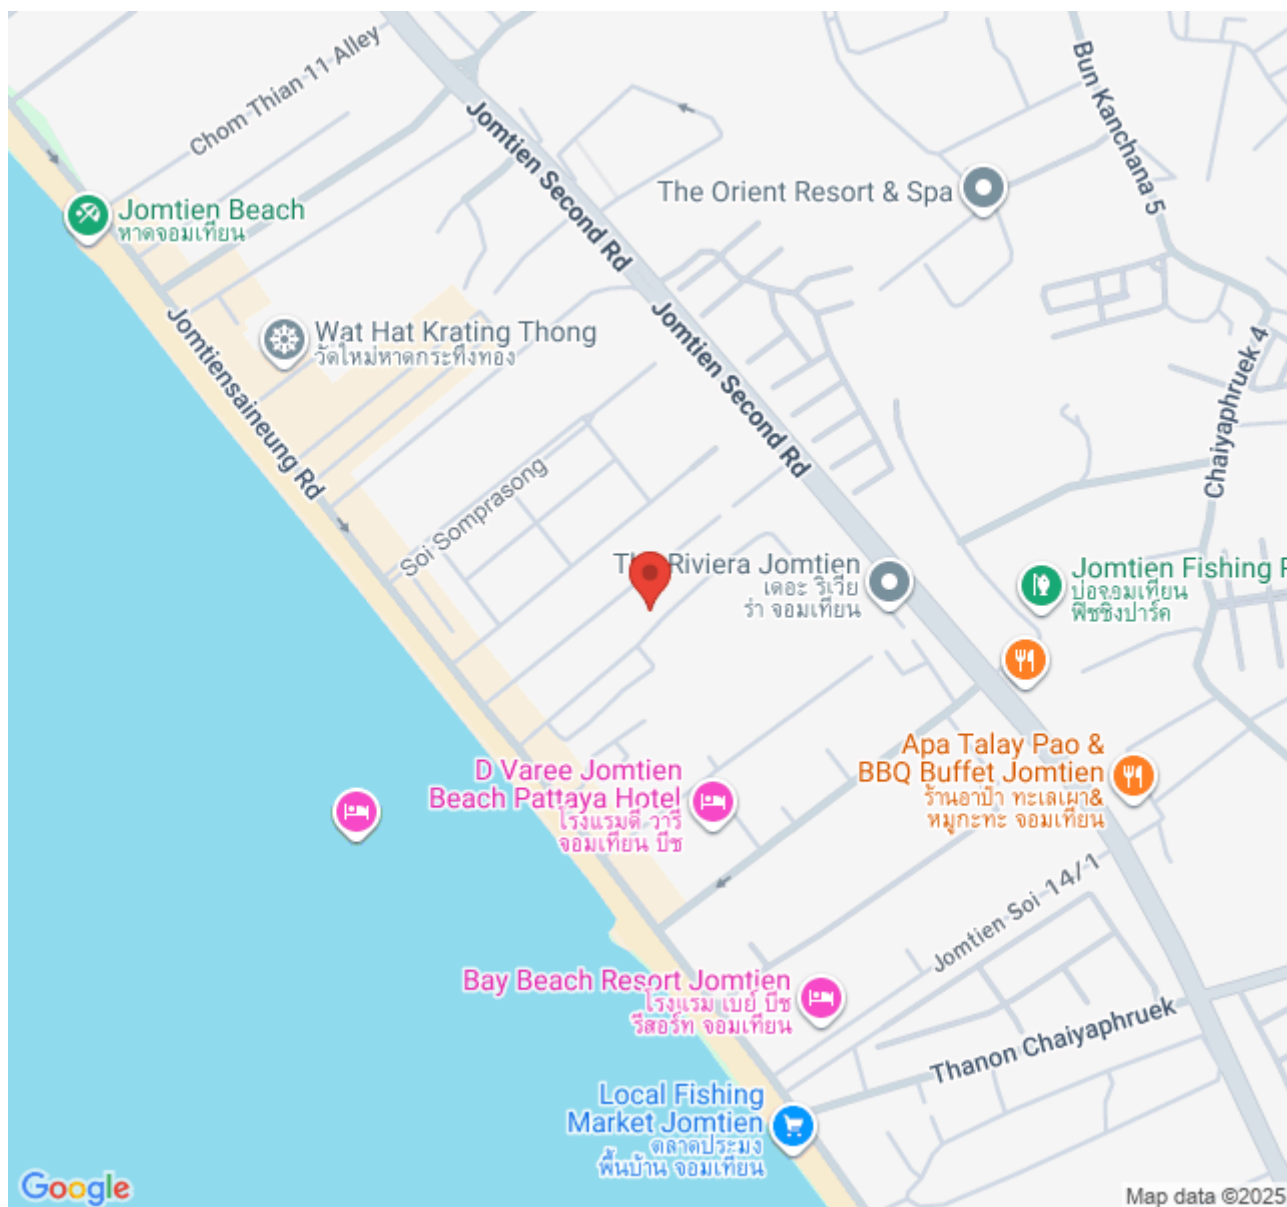 Chom Thian 11 Alley
Bun Kanchana 5
Jomtien Second Rd
The Orient Resort & Spa
Jomtien Beach
หาดจอมเทียน
Jomtiensaineung Rd
Wat Hat Krating Thong
วัดใหม่หาดกระทิงทอง
Jomtien Second Rd
Chaiyaphruek 4
Soi Somprasong
Riviera Jomtien
เดอะ ริเวีย
ร่า จอมเทียน
Jomtien Fishing
บ่อจอมเทียน
ฟิชชิงปาร์ค
D Varee Jomtien
Beach Pattaya Hotel
โรงแรมดี วารี
จอมเทียน บีช
Apa Talay Pao &
BBQ Buffet Jomtien
ร้านอาป๋า ทะเลเผา&
หมูกะทะ จอมเทียน
Jomtien Soi 14/1
Bay Beach Resort Jomtien
โรงแรม เบย์ บีช
รีสอร์ท จอมเทียน
Thanon Chaiyaphruek
Local Fishing
Market Jomtien
ตลาดประมง
พื้นบ้าน จอมเทียน
Google
Map data ©2025